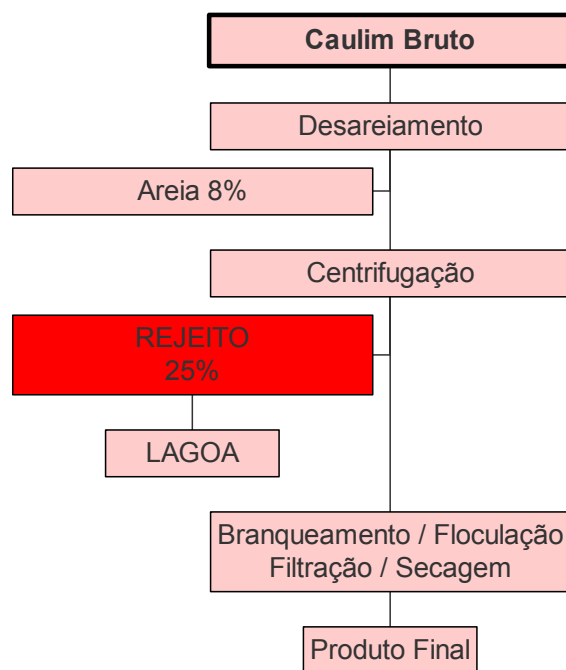 Caulim Bruto
Desareiamento
Areia 8%
Centrifugação
REJEITO
25%
LAGOA
Branqueamento / Floculação
Filtração / Secagem
Produto Final